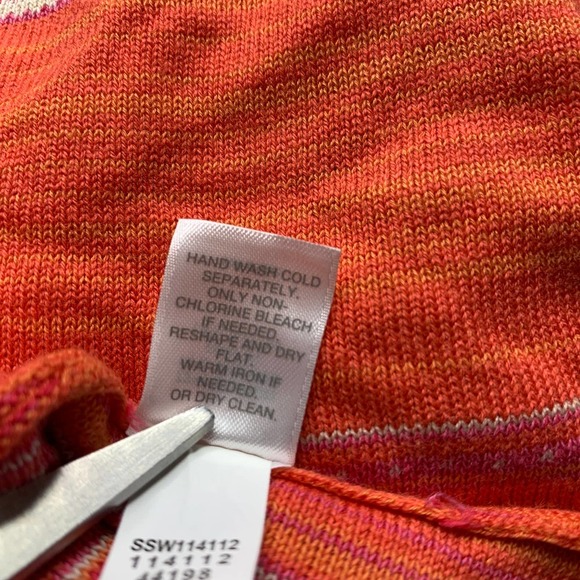 HAND WASH COLD
SEPARATELY.
ONLY NON-
CHLORINE BLEACH
IF NEEDED.
RESHAPE AND DRY
FLAT.
WARM IRON IF
NEEDED.
OR DRY CLEAN.
SSW114112
114112
44198